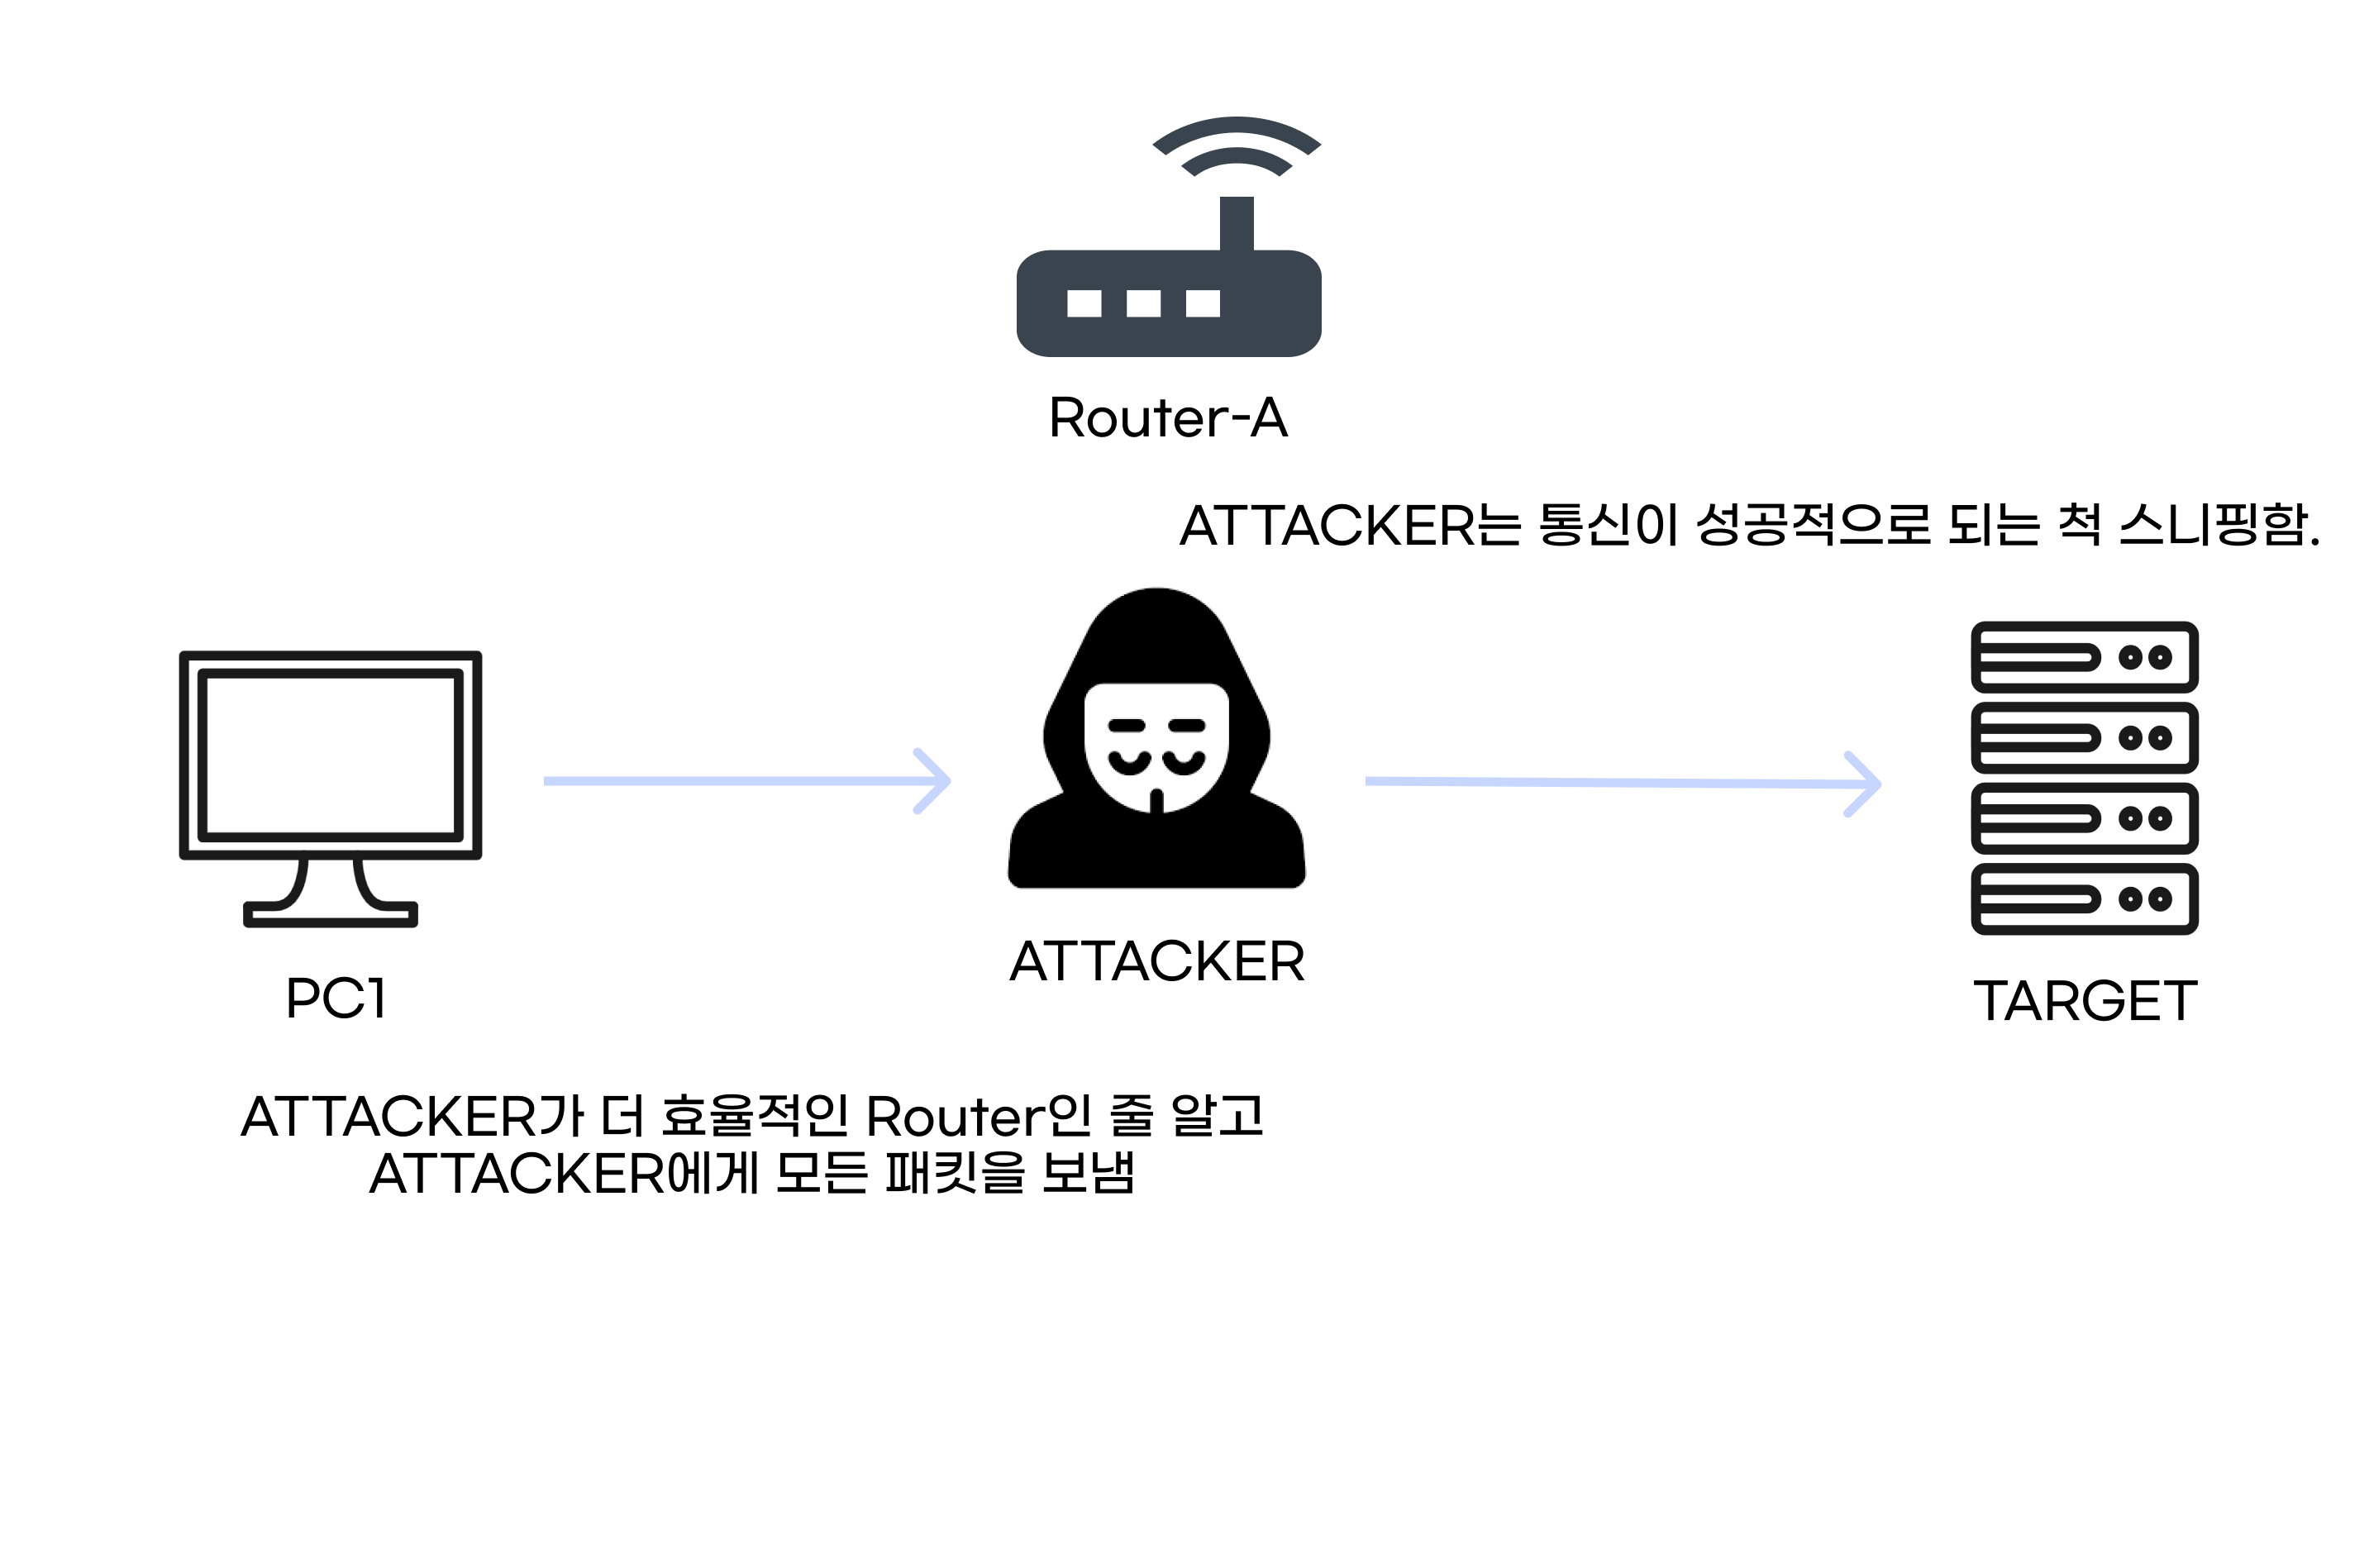 Router-A
ATTACKER는 통신이 성공적으로 되는 척 스니핑함.
ATTACKER
PC1
TARGET
ATTACKER가 더 효율적인 Router인 줄 알고
ATTACKER에게 모든 패킷을 보냄